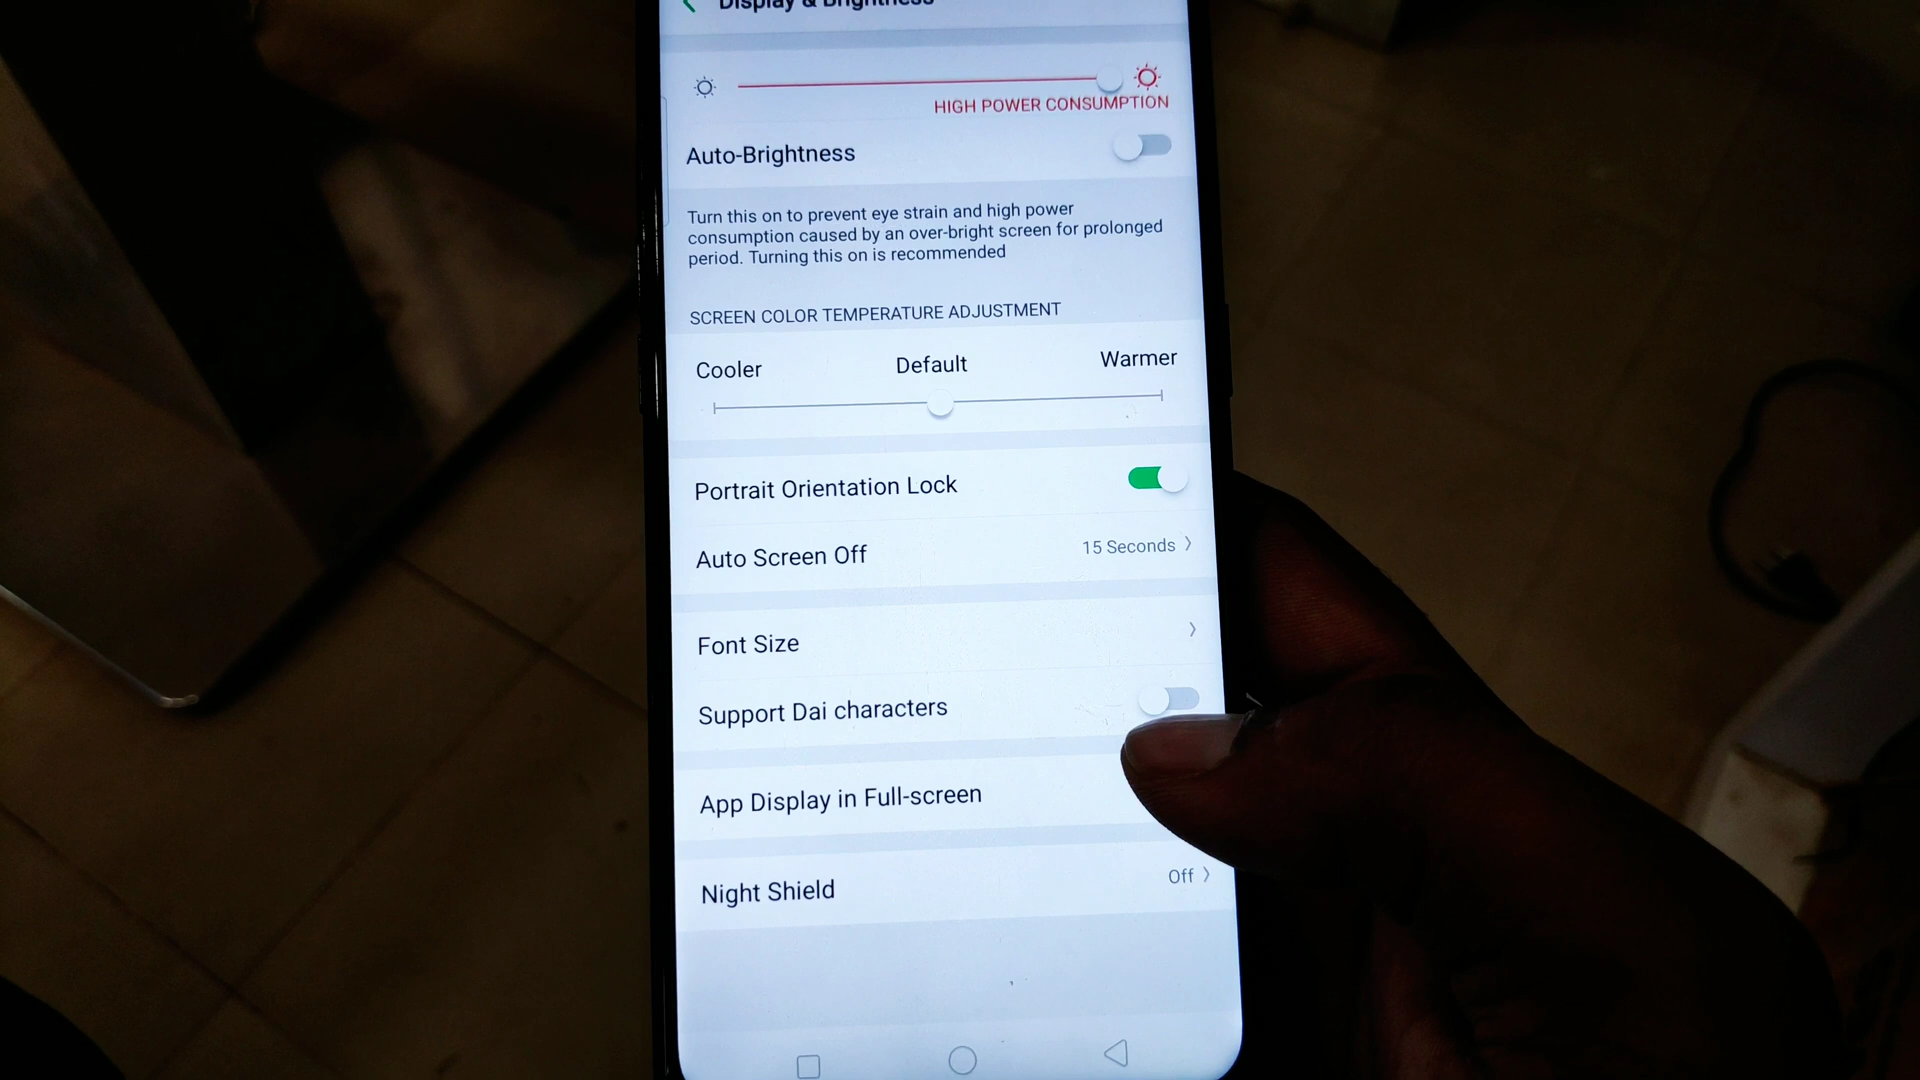 Display & Brightness
HIGH POWER CONSUMPTION
Auto-Brightness
Turn this on to prevent eye strain and high power
consumption caused by an over-bright screen for prolonged
period. Turning this on is recommended
SCREEN COLOR TEMPERATURE ADJUSTMENT
Cooler Default Warmer
Portrait Orientation Lock
Auto Screen Off 15 Seconds
Font Size
Support Dai characters
App Display in Full-screen
Night Shield Off